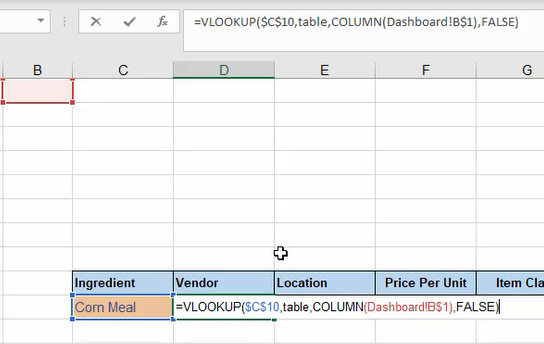 fx
=VLOOKUP($C$10,table,COLUMN(Dashboard!B$1),FALSE)
B C D E F G
Ingredient Vendor Location Price Per Unit Item Cla
Corn Meal =VLOOKUP($C$10,table,COLUMN(Dashboard!B$1),FALSE)